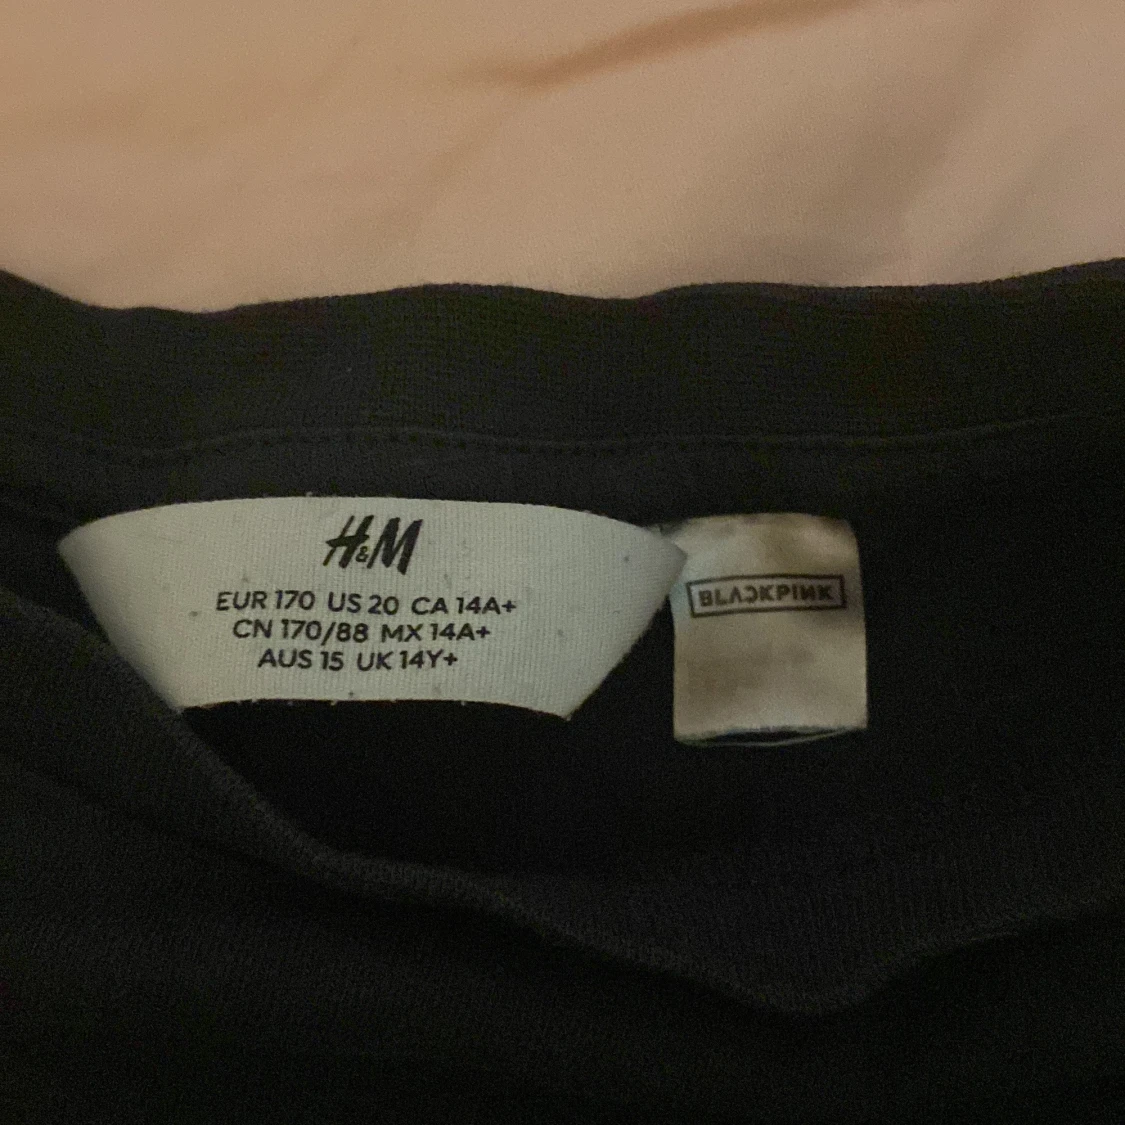 H&M
EUR 170 US 20 CA 14A+
CN 170/88 MX 14A+
AUS 15 UK 14Y+
BLACKPINK